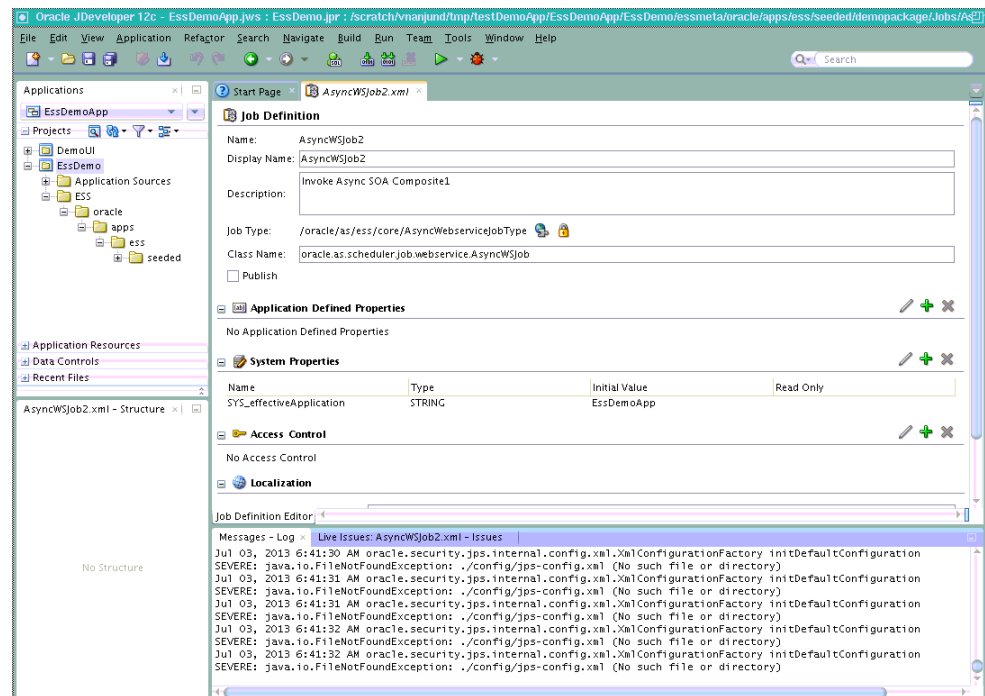 Oracle JDeveloper 12c - EssDemoApp.jws : EssDemo.jpr : /scratch/vnanjund/tmp/testDemoApp/EssDemoApp/EssDemo/essmeta/oracle/apps/ess/seeded/demopackage/Jobs/As
File Edit View Application Refactor Search Navigate Build Run Team Tools Window Help
Search
Applications
Start Page
AsyncWSJob2.xml
EssDemoApp
Projects
DemoUI
EssDemo
Application Sources
ESS
oracle
apps
ess
seeded
Application Resources
Data Controls
Recent Files
AsyncWSJob2.xml - Structure
No Structure
Job Definition
Name: AsyncWSJob2
Display Name: AsyncWSJob2
Description: Invoke Async SOA Composite1
Job Type: /oracle/as/ess/core/AsyncWebserviceJobType
Class Name: oracle.as.scheduler.job.webservice.AsyncWSJob
Publish
Application Defined Properties
No Application Defined Properties
System Properties
Name Type Initial Value Read Only
SYS_effectiveApplication STRING EssDemoApp
Access Control
No Access Control
Localization
Job Definition Editor
Messages - Log Live Issues: AsyncWSJob2.xml - Issues
Jul 03, 2013 6:41:30 AM oracle.security.jps.internal.config.xml.XmlConfigurationFactory initDefaultConfiguration
SEVERE: java.io.FileNotFoundException: ./config/jps-config.xml (No such file or directory)
Jul 03, 2013 6:41:31 AM oracle.security.jps.internal.config.xml.XmlConfigurationFactory initDefaultConfiguration
SEVERE: java.io.FileNotFoundException: ./config/jps-config.xml (No such file or directory)
Jul 03, 2013 6:41:31 AM oracle.security.jps.internal.config.xml.XmlConfigurationFactory initDefaultConfiguration
SEVERE: java.io.FileNotFoundException: ./config/jps-config.xml (No such file or directory)
Jul 03, 2013 6:41:32 AM oracle.security.jps.internal.config.xml.XmlConfigurationFactory initDefaultConfiguration
SEVERE: java.io.FileNotFoundException: ./config/jps-config.xml (No such file or directory)
Jul 03, 2013 6:41:32 AM oracle.security.jps.internal.config.xml.XmlConfigurationFactory initDefaultConfiguration
SEVERE: java.io.FileNotFoundException: ./config/jps-config.xml (No such file or directory)